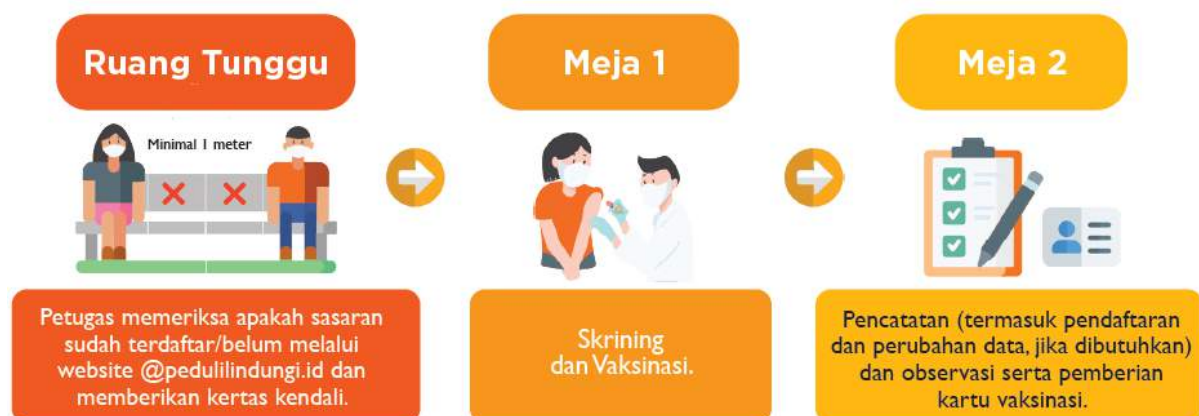 Ruang Tunggu
Minimal 1 meter
Petugas memeriksa apakah sasaran
sudah terdaftar/belum melalui
website @pedulilindungi.id dan
memberikan kertas kendali.
Meja 1
Skrining
dan Vaksinasi.
Meja 2
Pencatatan (termasuk pendaftaran
dan perubahan data, jika dibutuhkan)
dan observasi serta pemberian
kartu vaksinasi.